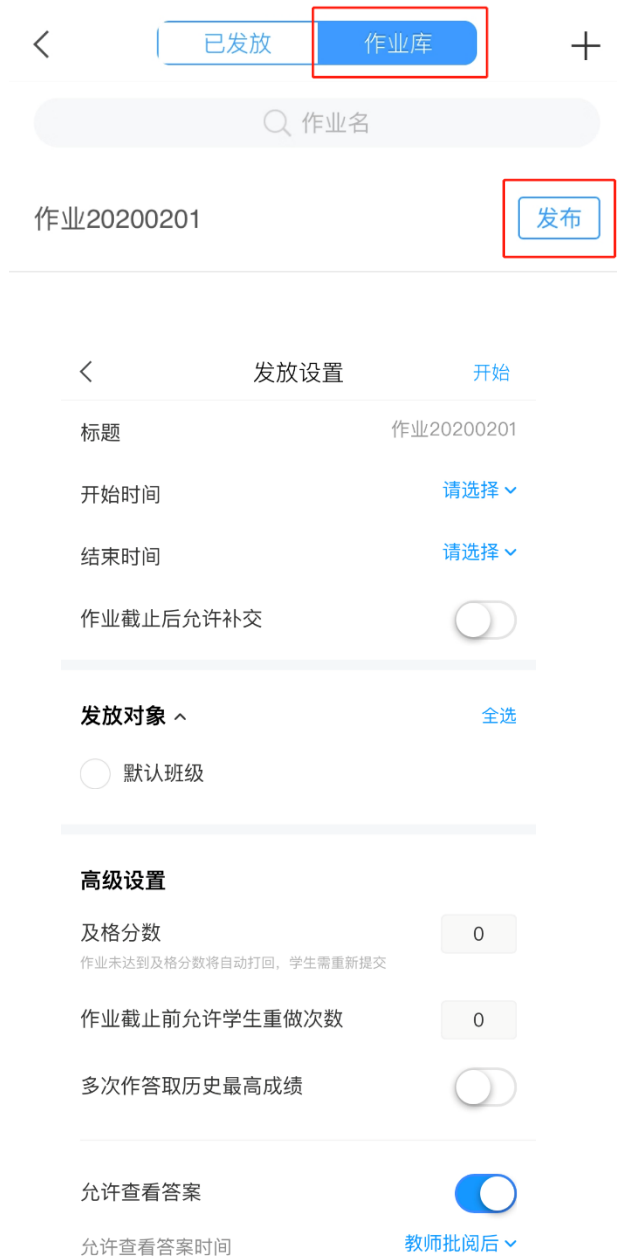 已发放 作业库
作业名
作业20200201 发布
发放设置 开始
标题 作业20200201
开始时间 请选择
结束时间 请选择
作业截止后允许补交
发放对象 全选
默认班级
高级设置
及格分数 0
作业未达到及格分数将自动打回，学生需重新提交
作业截止前允许学生重做次数 0
多次作答取历史最高成绩
允许查看答案
允许查看答案时间 教师批阅后